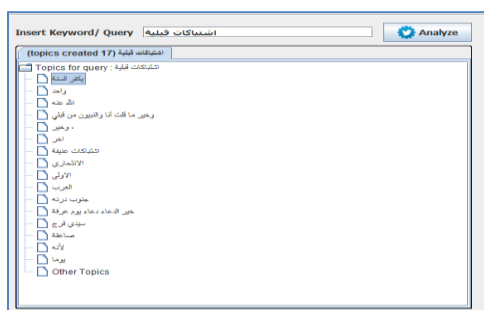 Insert Keyword/ Query اشتباكات قبلية Analyze
اشتباكات قبلية (topics created 17)
Topics for query : اشتباكات قبلية
يكفر السنة
واحد
الله عنه
وخير ما قلت أنا والنبيون من قبلي
، وخير
اخر
اشتباكات عنيفة
الانتحاري
الاولى
الغرب
جنوب درنه
خير الدعاء دعاء يوم عرفة
سيدي فرج
صاعقة
لأنه
يوما
Other Topics